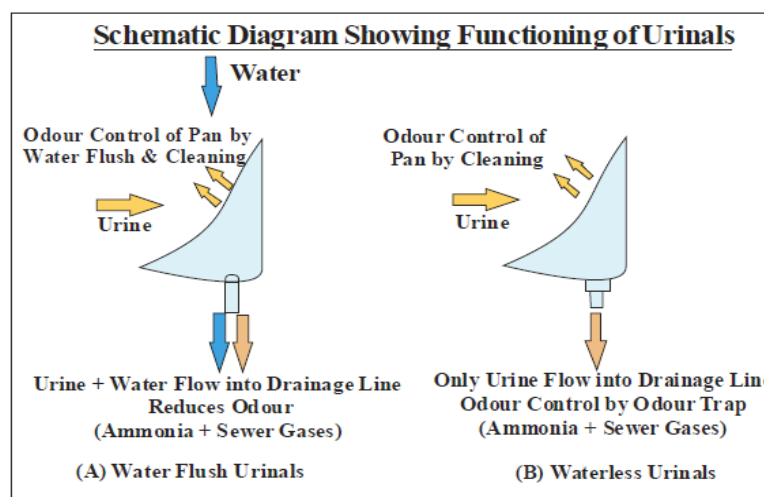 Schematic Diagram Showing Functioning of Urinals
Water
Odour Control of Pan by
Water Flush & Cleaning
Urine
Urine + Water Flow into Drainage Line
Reduces Odour
(Ammonia + Sewer Gases)
(A) Water Flush Urinals
Odour Control of
Pan by Cleaning
Urine
Only Urine Flow into Drainage Line
Odour Control by Odour Trap
(Ammonia + Sewer Gases)
(B) Waterless Urinals